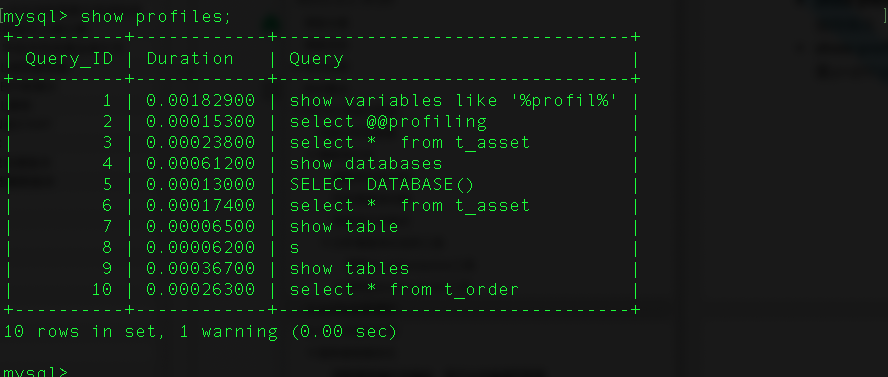 [mysql> show profiles; ]
+----------+------------+-------------------------------+
| Query_ID | Duration   | Query                         |
+----------+------------+-------------------------------+
|        1 | 0.00182900 | show variables like '%profil%' |
|        2 | 0.00015300 | select @@profiling            |
|        3 | 0.00023800 | select *  from t_asset        |
|        4 | 0.00061200 | show databases                |
|        5 | 0.00013000 | SELECT DATABASE()             |
|        6 | 0.00017400 | select *  from t_asset        |
|        7 | 0.00006500 | show table                    |
|        8 | 0.00006200 | s                             |
|        9 | 0.00036700 | show tables                   |
|       10 | 0.00026300 | select * from t_order         |
+----------+------------+-------------------------------+
10 rows in set, 1 warning (0.00 sec)
mysql>